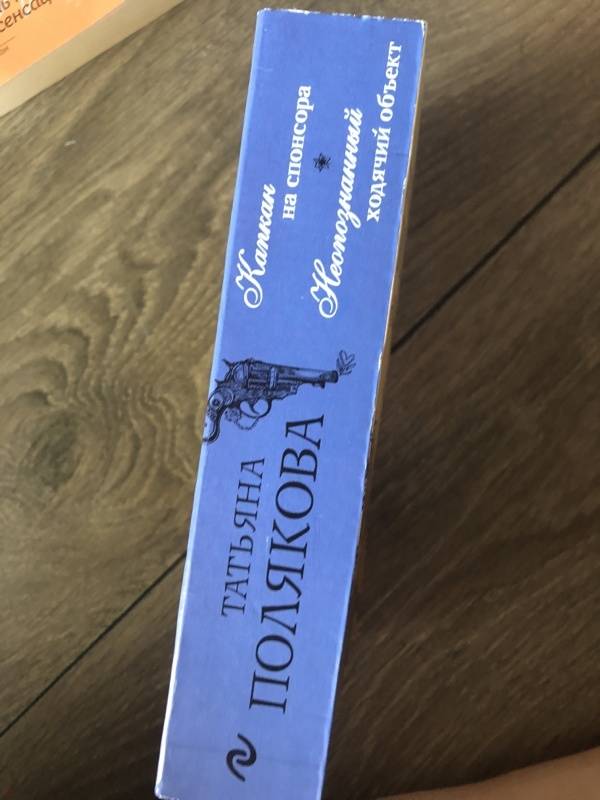 ТАТЬЯНА
ПОЛЯКОВА
Капкан
на спонсора
Неопознанный
ходячий объект